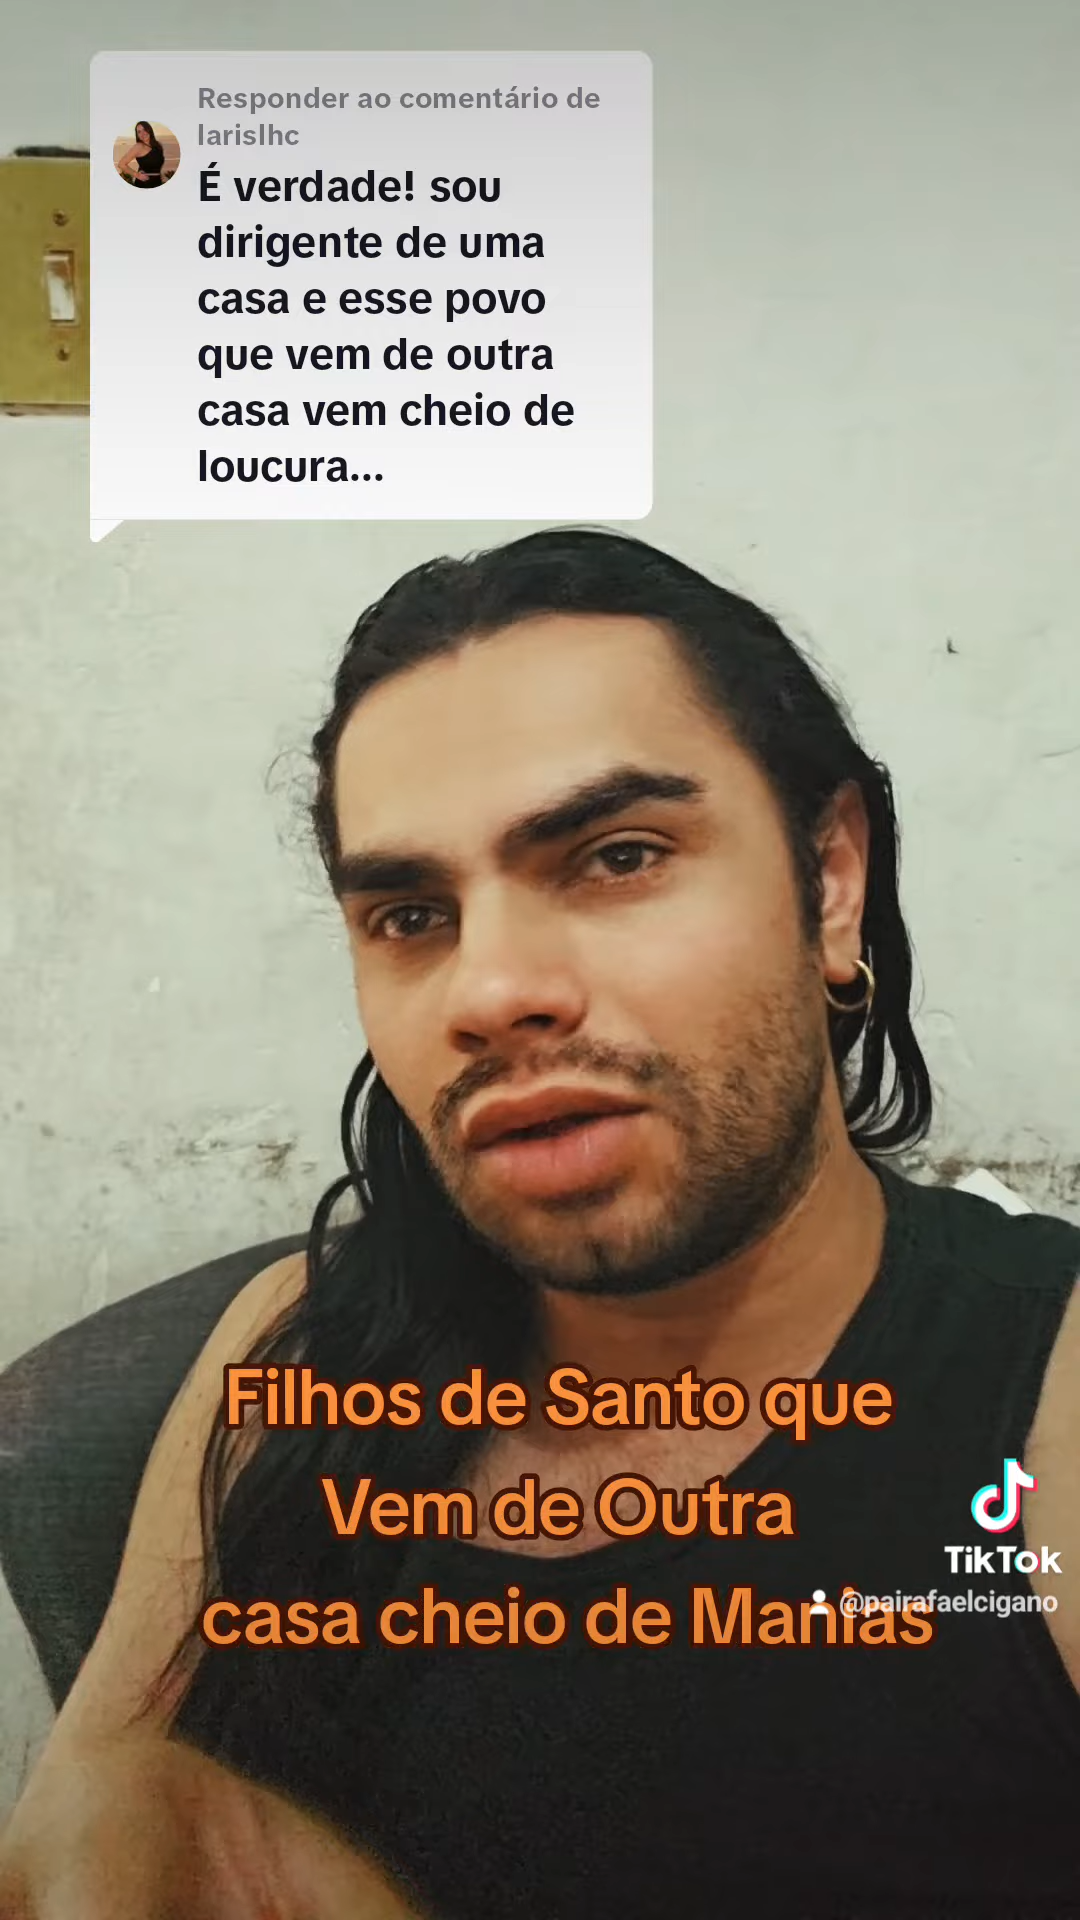 Responder ao comentário de
larislhc
É verdade! sou
dirigente de uma
casa e esse povo
que vem de outra
casa vem cheio de
loucura...
Filhos de Santo que
Vem de Outra
casa cheio de Manias
TikTok
@pairafaelcigano